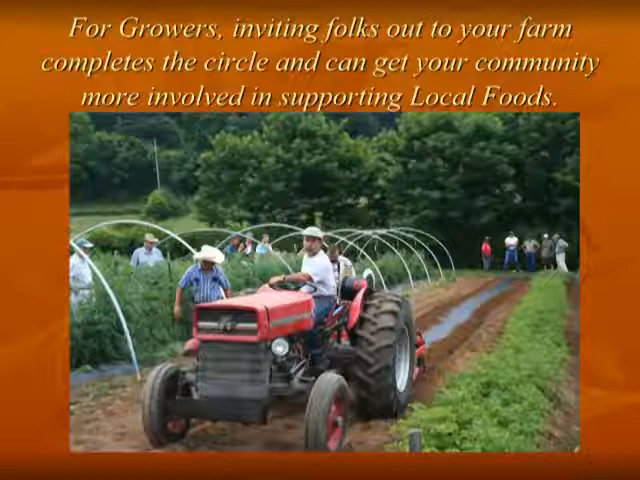 For Growers, inviting folks out to your farm
completes the circle and can get your community
more involved in supporting Local Foods.